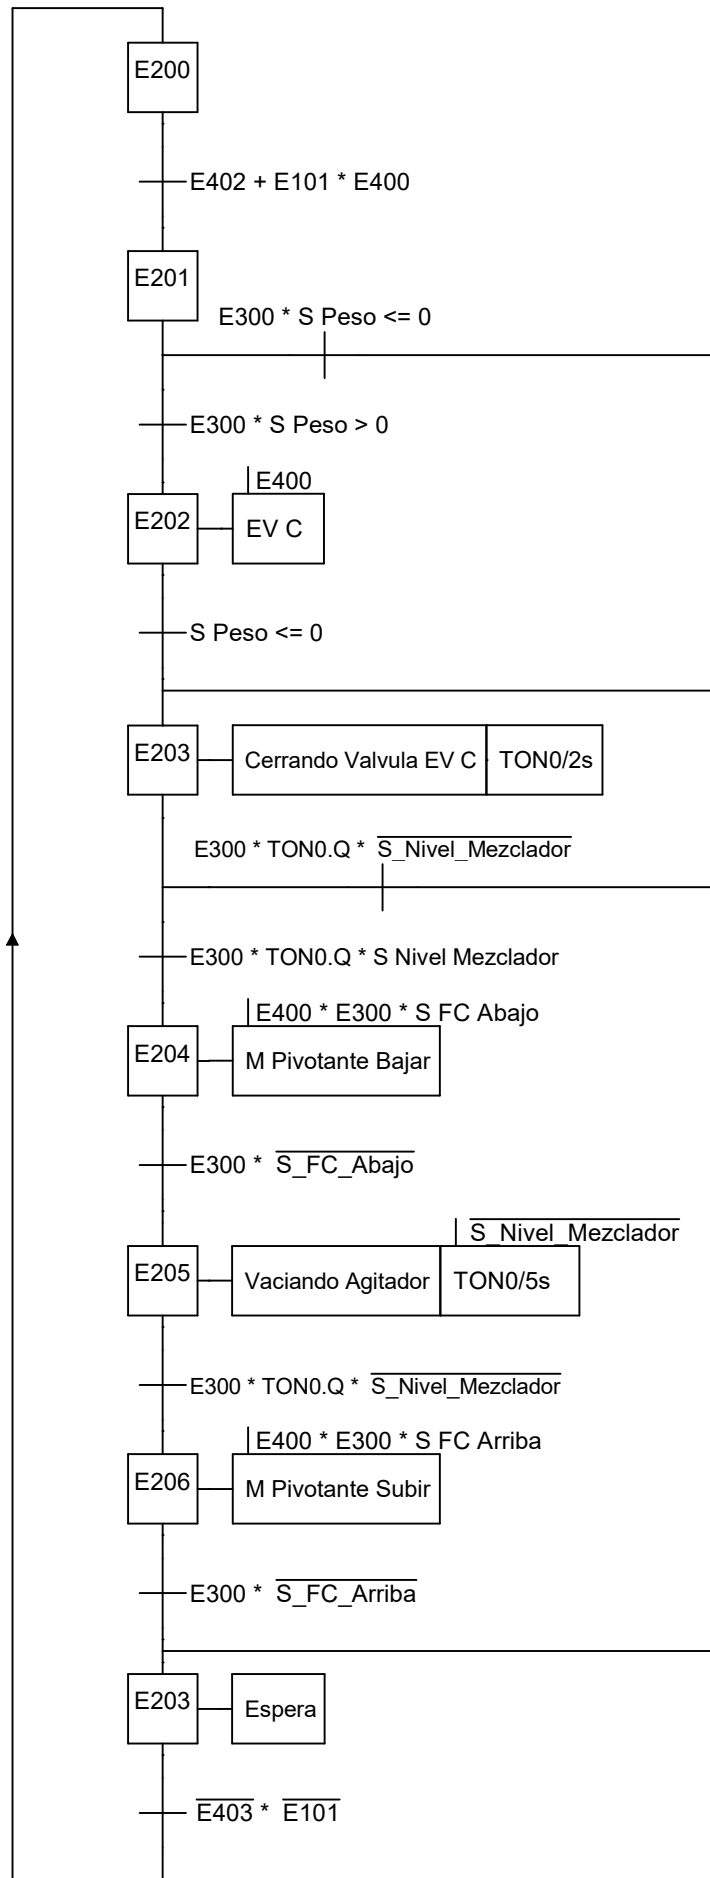 E200
E402 + E101 * E400
E201
E300 * S Peso <= 0
E300 * S Peso > 0
E400
E202
EV C
S Peso <= 0
E203
Cerrando Valvula EV C
TON0/2s
E300 * TON0.Q * S_Nivel_Mezclador
E300 * TON0.Q * S Nivel Mezclador
E400 * E300 * S FC Abajo
E204
M Pivotante Bajar
E300 * S_FC_Abajo
S_Nivel_Mezclador
E205
Vaciando Agitador
TON0/5s
E300 * TON0.Q * S_Nivel_Mezclador
E400 * E300 * S FC Arriba
E206
M Pivotante Subir
E300 * S_FC_Arriba
E203
Espera
E403 * E101